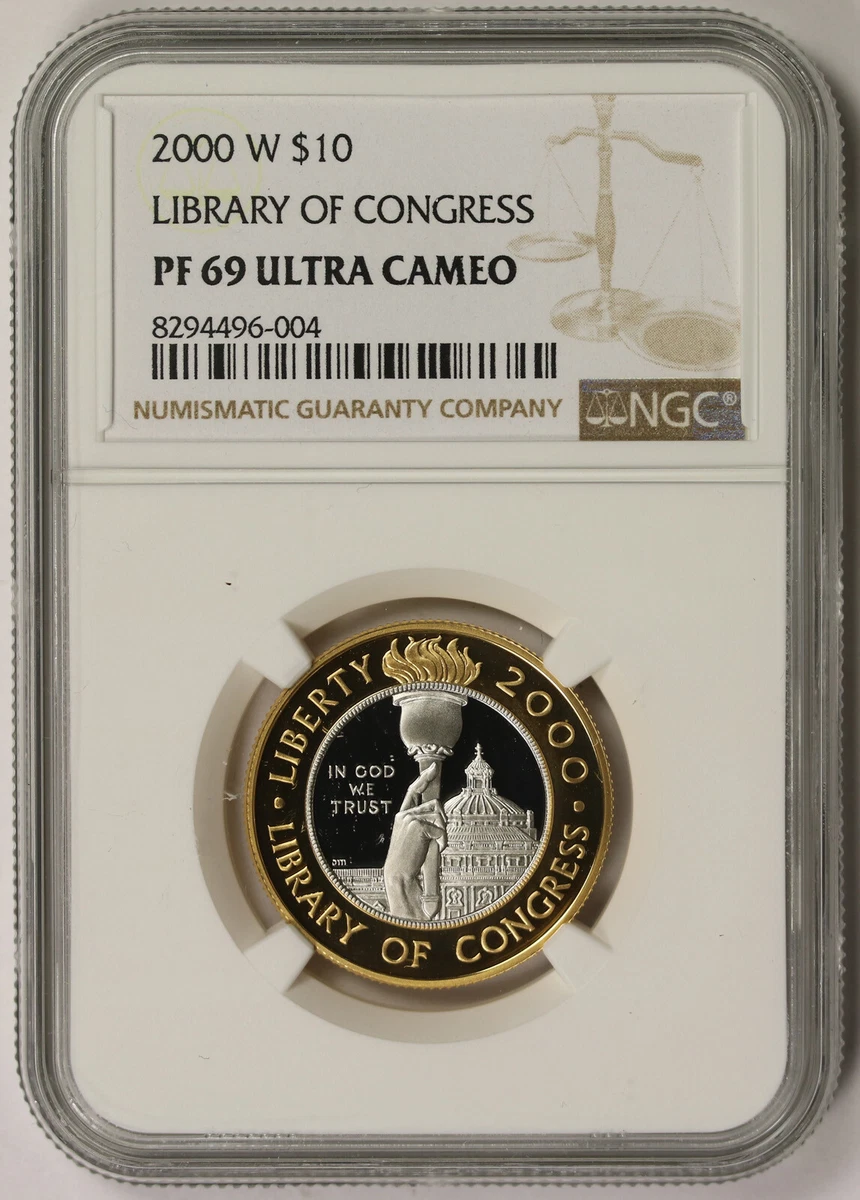 2000 W $10
LIBRARY OF CONGRESS
PF 69 ULTRA CAMEO
8294496-004
NUMISMATIC GUARANTY COMPANY
NGC®
LIBERTY 2000
IN GOD
WE
TRUST
JM
• LIBRARY OF CONGRESS •